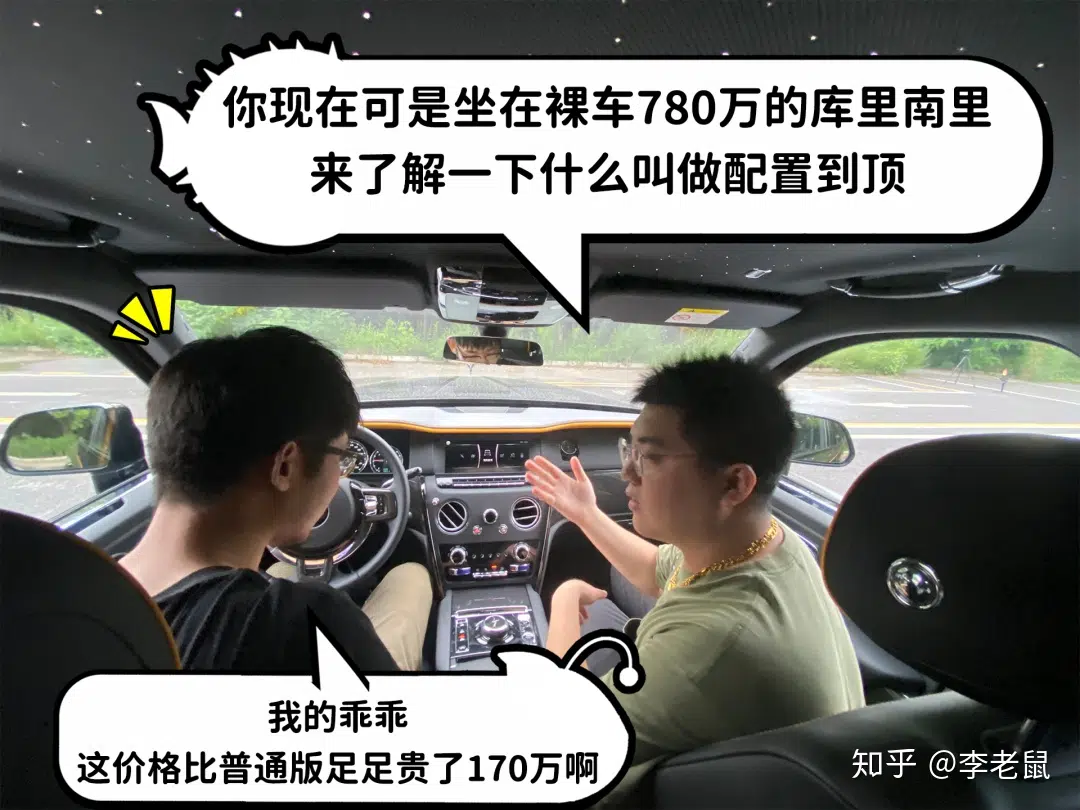 你现在可是坐在裸车780万的库里南里
来了解一下什么叫做配置到顶
我的乖乖
这价格比普通版足足贵了170万啊
知乎 @李老鼠